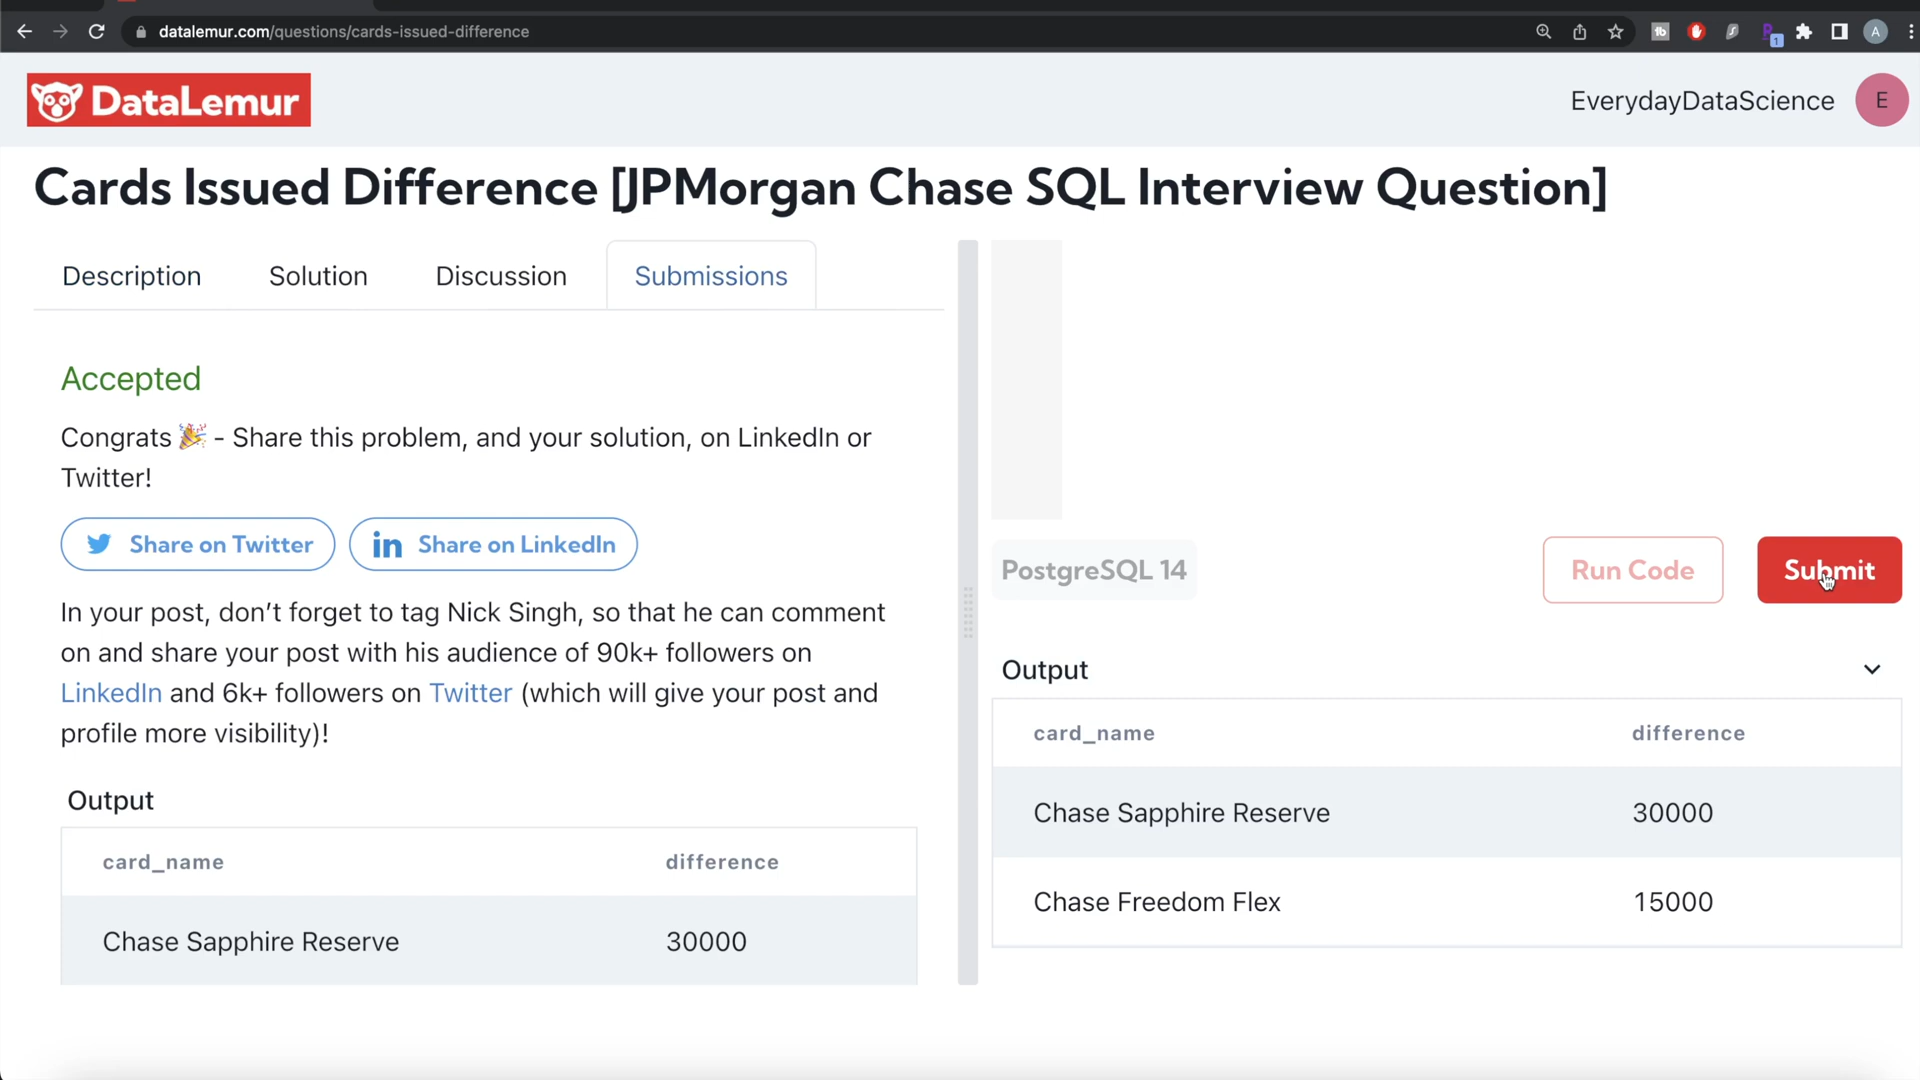 datalemur.com/questions/cards-issued-difference
DataLemur
EverydayDataScience
E
Cards Issued Difference [JPMorgan Chase SQL Interview Question]
Description
Solution
Discussion
Submissions
Accepted
Congrats 🎉 - Share this problem, and your solution, on LinkedIn or
Twitter!
Share on Twitter
in Share on LinkedIn
In your post, don’t forget to tag Nick Singh, so that he can comment
on and share your post with his audience of 90k+ followers on
LinkedIn and 6k+ followers on Twitter (which will give your post and
profile more visibility)!
Output
card_name difference
Chase Sapphire Reserve 30000
PostgreSQL 14
Run Code
Submit
Output
card_name difference
Chase Sapphire Reserve 30000
Chase Freedom Flex 15000
tb
1
A